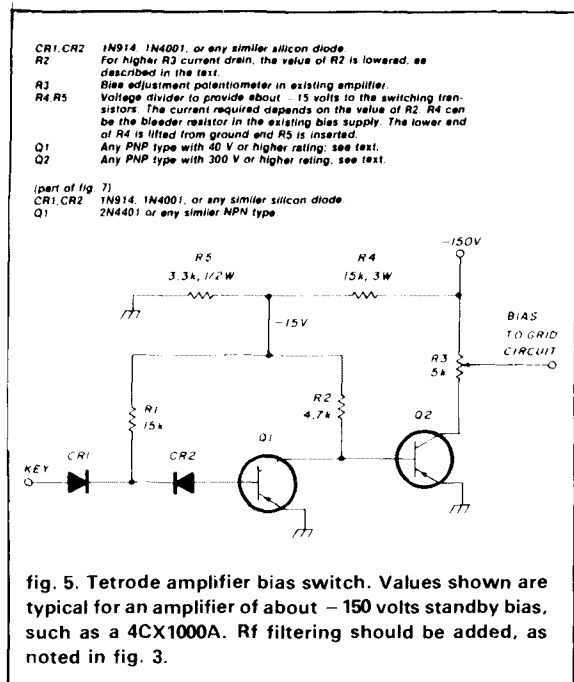 CR1,CR2 1N914, 1N4001, or any similer silicon diode.
R2 For higher R3 current drein, the value of R2 is lowered, as
described in the text.
R3 Bies edjustment potentiometer in existing amplifier.
R4,R5 Voltege divider to provide about -15 volts to the switching tran-
sistors. The current required depends on the value of R2. R4 can
be the bleeder resistor in the existing bies supply. The lower end
of R4 is lifted from ground end R5 is inserted.
Q1 Any PNP type with 40 V or higher rating; see text.
Q2 Any PNP type with 300 V or higher rating, see text.
(part of fig. 7)
CR1,CR2 1N914, 1N4001, or any similer silicon diode.
Q1 2N4401 or any similer NPN type.
-150V
R5
3.3k, 1/2W
R4
15k, 3W
-15V
BIAS
TO GRID
CIRCUIT
R3
5k
R1
15k
R2
4.7k
Q1
Q2
KEY
CR1
CR2
fig. 5. Tetrode amplifier bias switch. Values shown are
typical for an amplifier of about - 150 volts standby bias,
such as a 4CX1000A. Rf filtering should be added, as
noted in fig. 3.